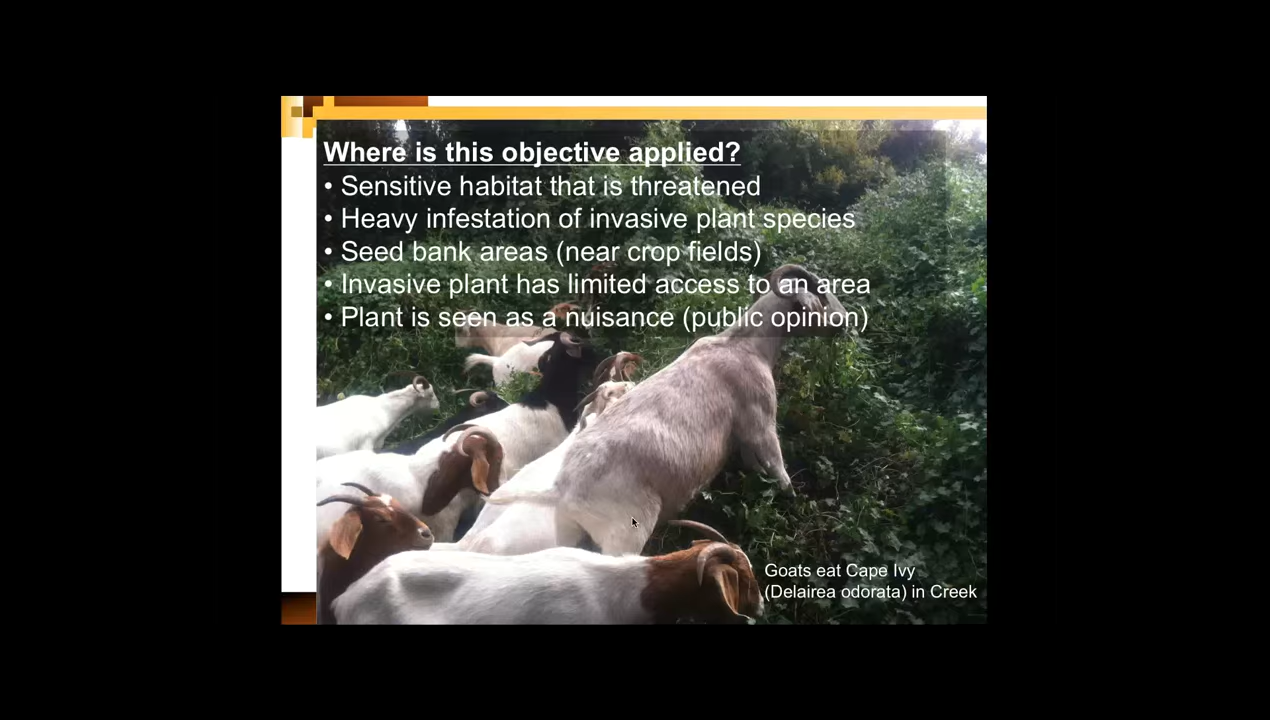 Where is this objective applied?
• Sensitive habitat that is threatened
• Heavy infestation of invasive plant species
• Seed bank areas (near crop fields)
• Invasive plant has limited access to an area
• Plant is seen as a nuisance (public opinion)
Goats eat Cape Ivy
(Delairea odorata) in Creek